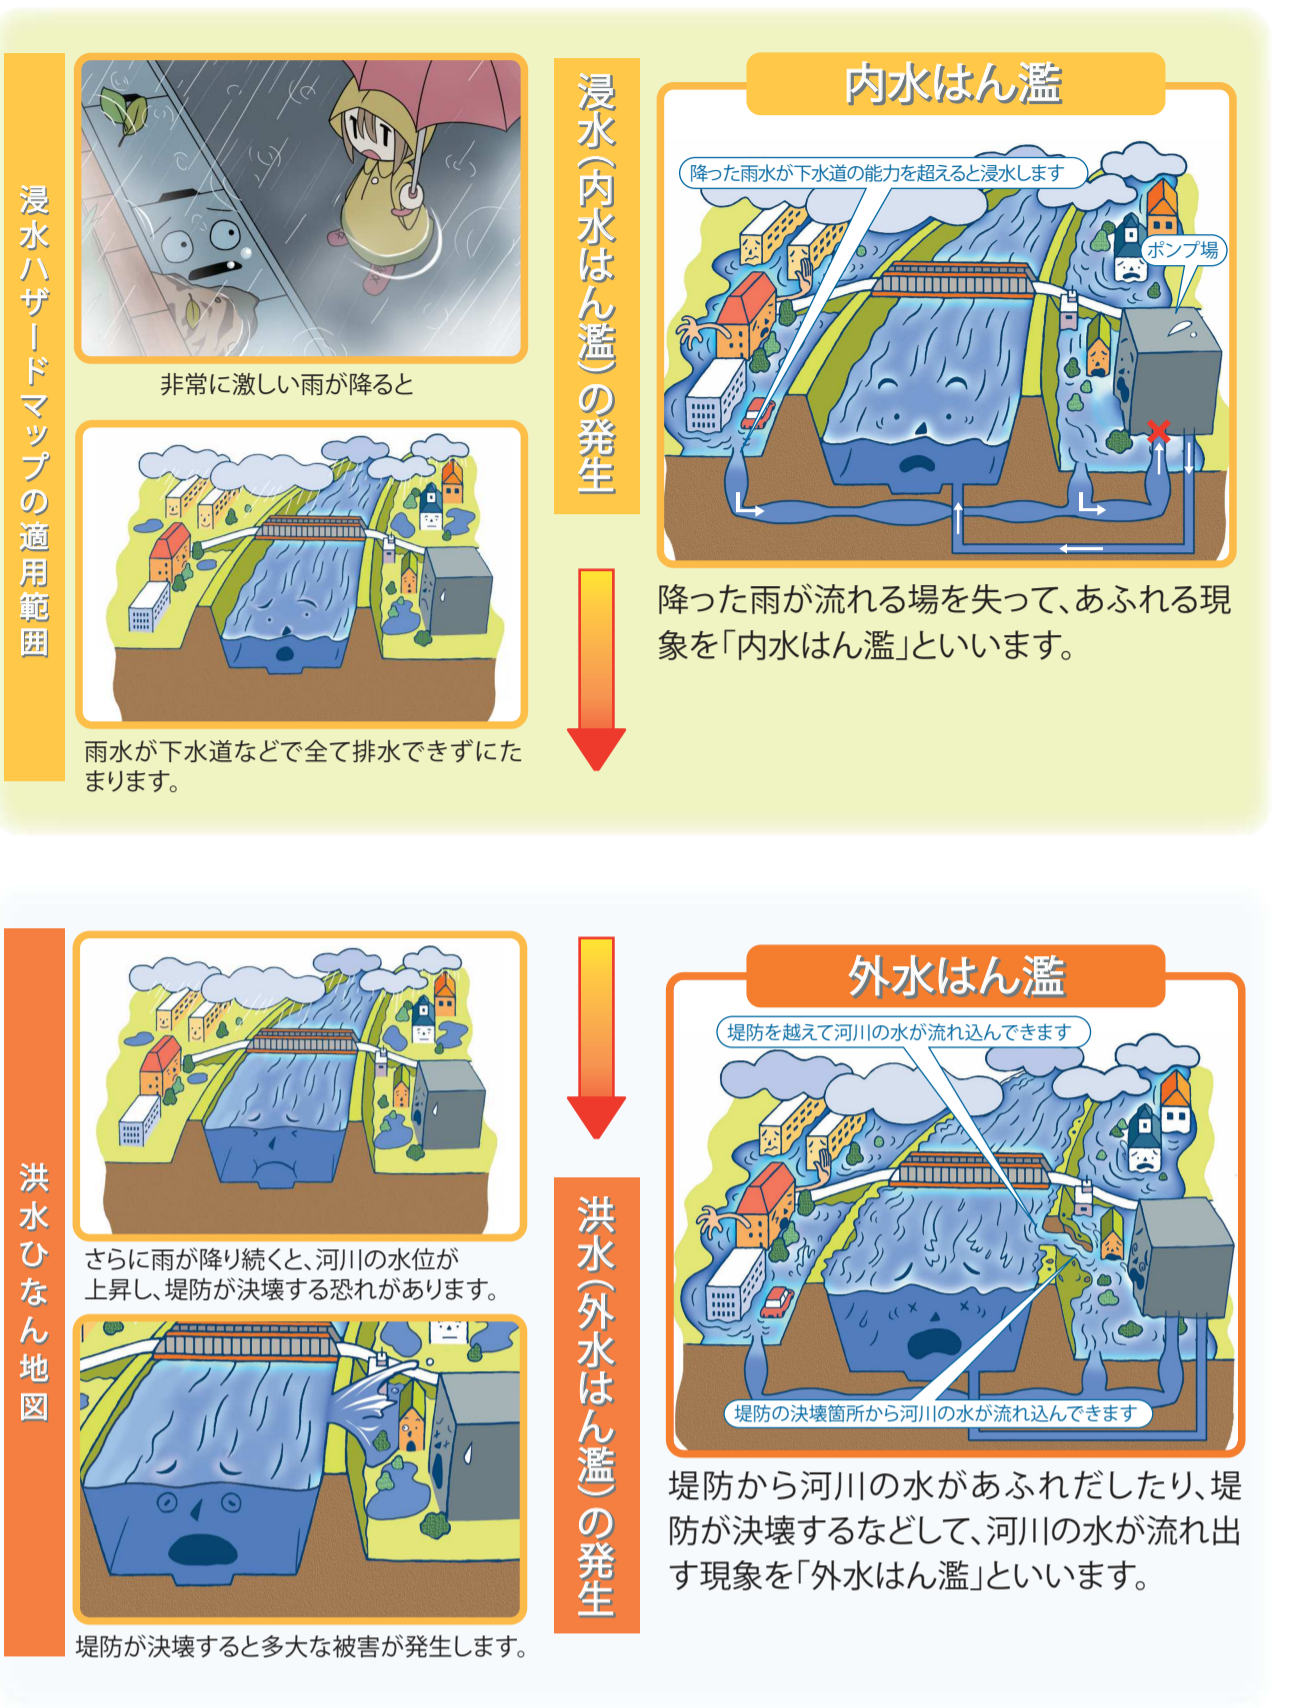 浸水ハザードマップの適用範囲
非常に激しい雨が降ると
雨水が下水道などで全て排水できずにた
まります。
浸水(内水はん濫)の発生
内水はん濫
降った雨水が下水道の能力を超えると浸水します
ポンプ場
降った雨が流れる場を失って、あふれる現
象を「内水はん濫」といいます。
洪水ひなん地図
さらに雨が降り続くと、河川の水位が
上昇し、堤防が決壊する恐れがあります。
堤防が決壊すると多大な被害が発生します。
洪水(外水はん濫)の発生
外水はん濫
堤防を越えて河川の水が流れ込んできます
堤防の決壊箇所から河川の水が流れ込んできます
堤防から河川の水があふれだしたり、堤
防が決壊するなどして、河川の水が流れ出
す現象を「外水はん濫」といいます。